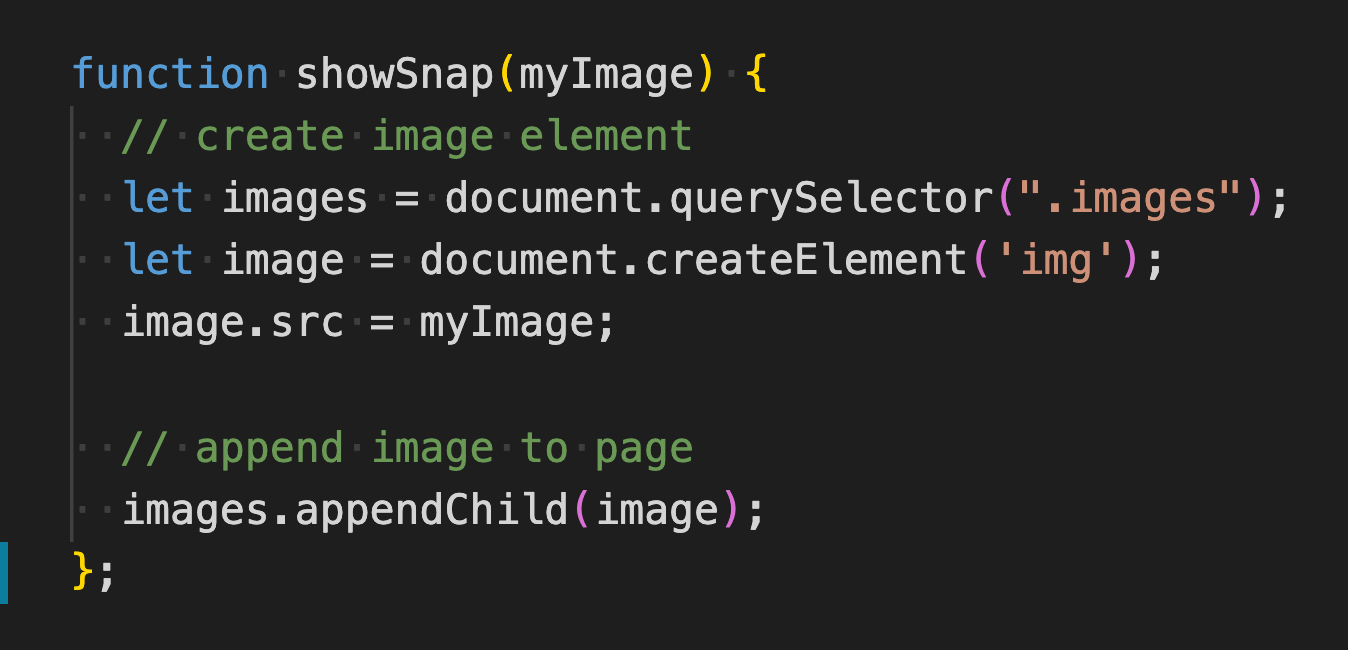 function showSnap(myImage) {
  // create image element
  let images = document.querySelector(".images");
  let image = document.createElement('img');
  image.src = myImage;

  // append image to page
  images.appendChild(image);
};